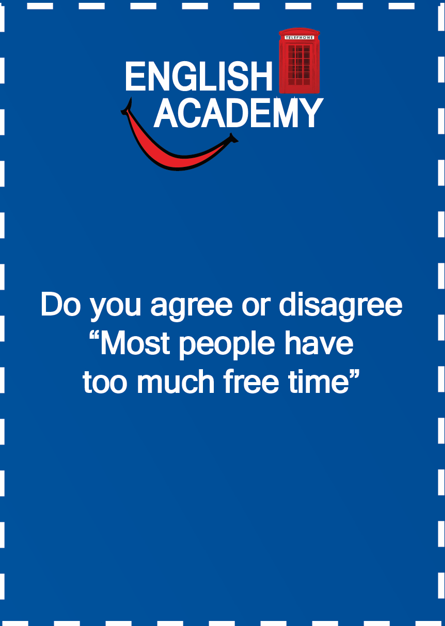 TELEPHONE
ENGLISH
ACADEMY
Do you agree or disagree
“Most people have
too much free time”